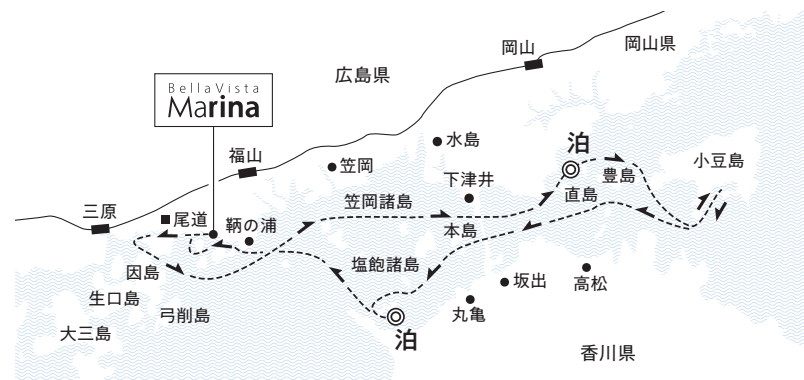 岡山
岡山県
広島県
BellaVista
Marina
水島
泊
福山
笠岡
小豆島
下津井
豊島
直島
三原
尾道
鞆の浦
笠岡諸島
本島
因島
塩飽諸島
坂出
高松
生口島
弓削島
丸亀
大三島
泊
香川県